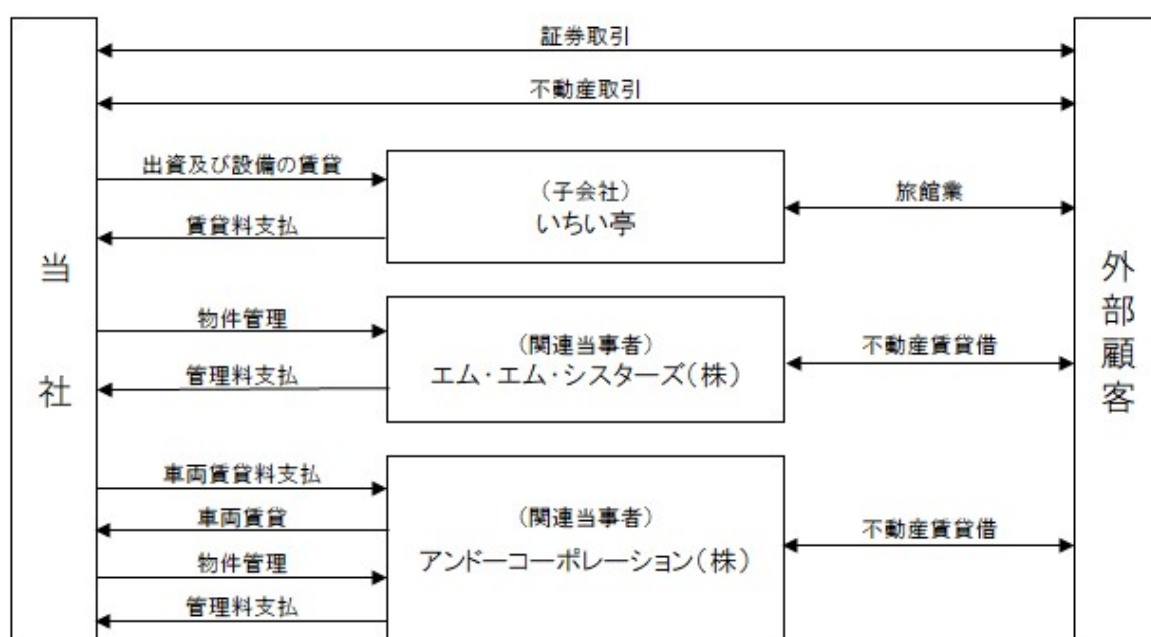 証券取引
不動産取引
出資及び設備の賃貸
賃貸料支払
(子会社)
いちい亭
旅館業
当社
外部顧客
物件管理
管理料支払
(関連当事者)
エム・エム・シスターズ(株)
不動産賃貸借
車両賃貸料支払
車両賃貸
物件管理
管理料支払
(関連当事者)
アンドーコーポレーション(株)
不動産賃貸借